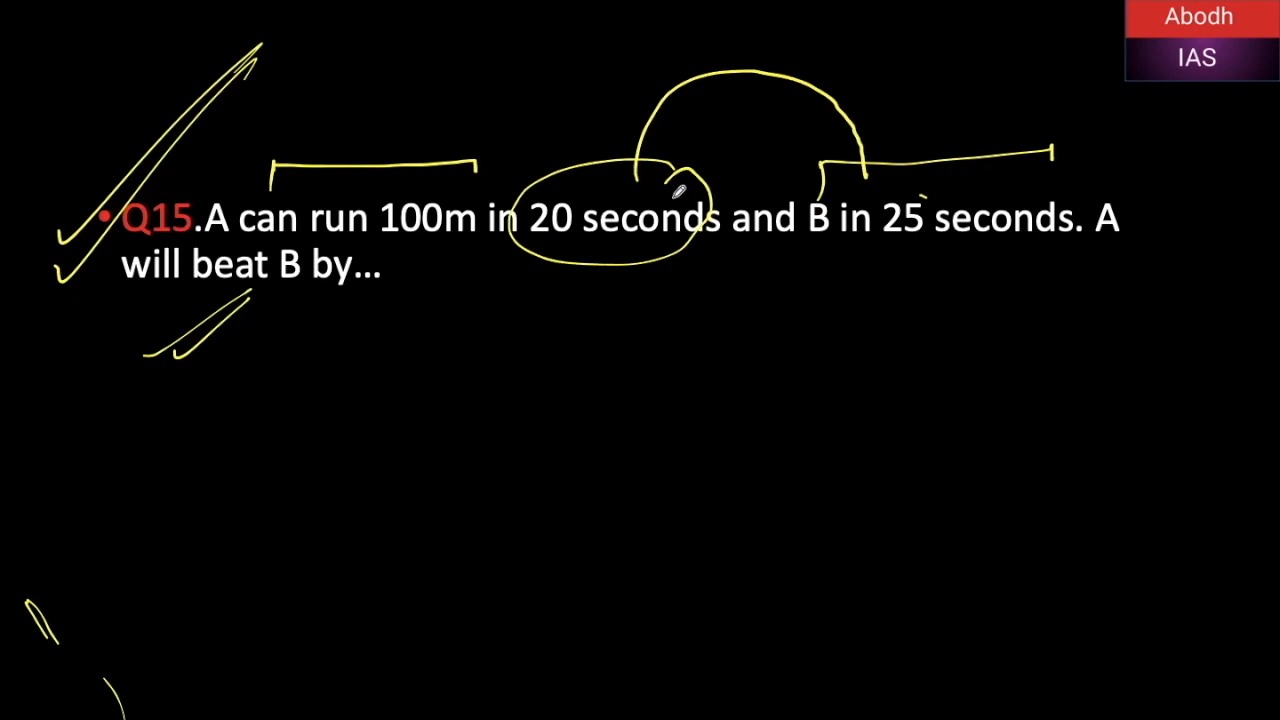 Abodh
IAS
• Q15.A can run 100m in 20 seconds and B in 25 seconds. A
will beat B by...